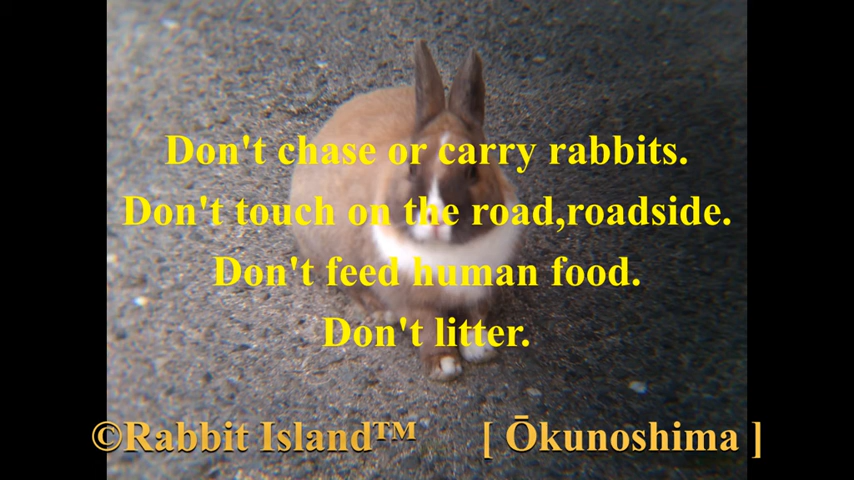 Don't chase or carry rabbits.
Don't touch on the road,roadside.
Don't feed human food.
Don't litter.
©Rabbit Island™ [ Ōkunoshima ]